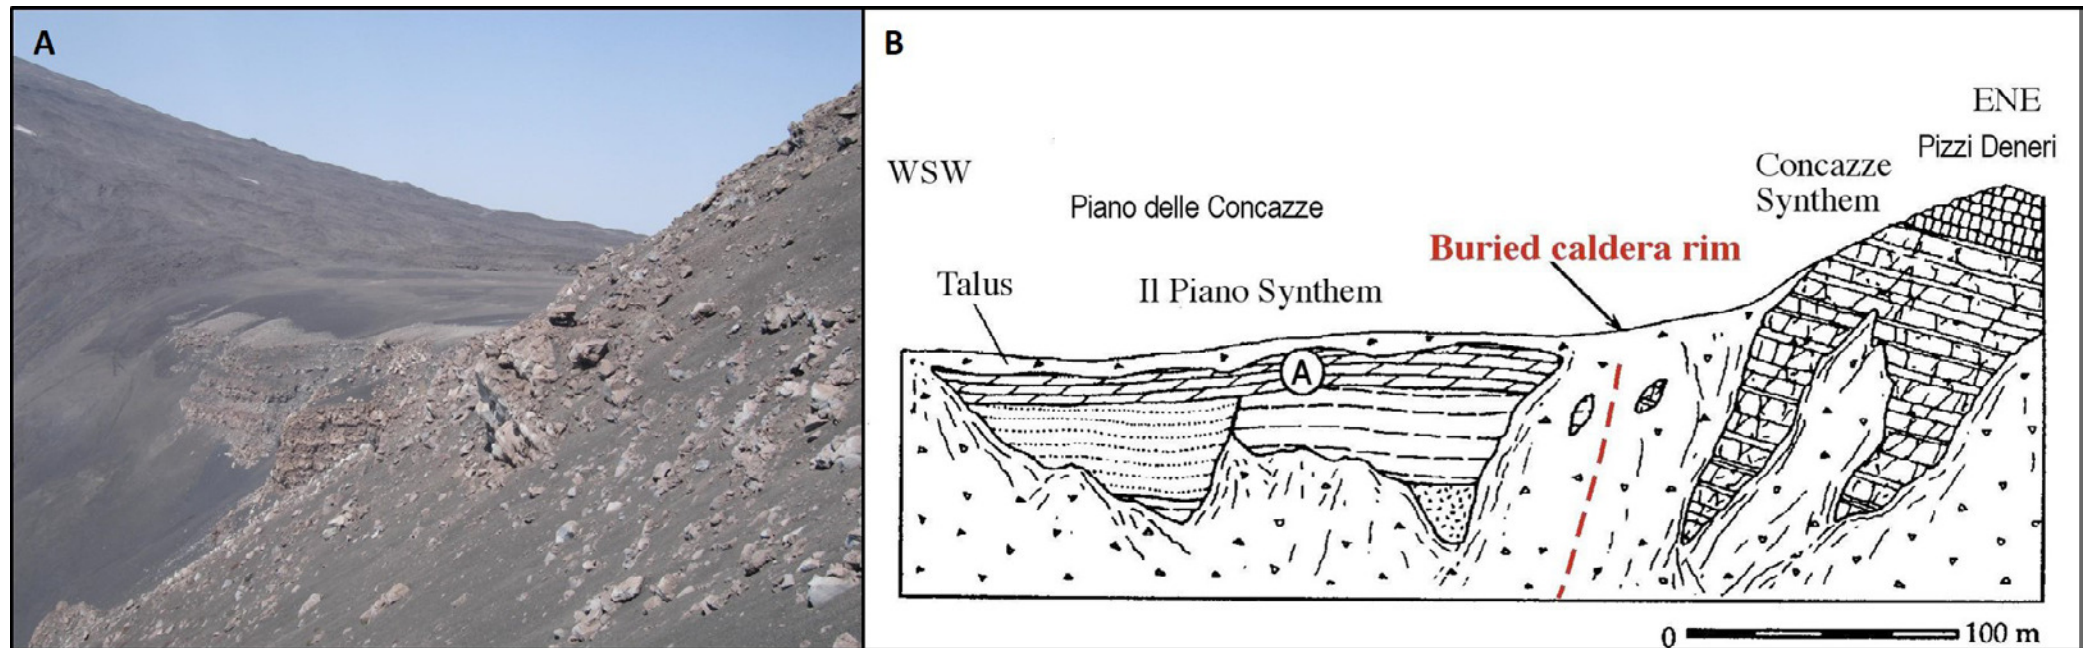 A
B
ENE
Pizzi Deneri
WSW
Concazze
Synthem
Piano delle Concazze
Buried caldera rim
Talus
Il Piano Synthem
A
0
100 m